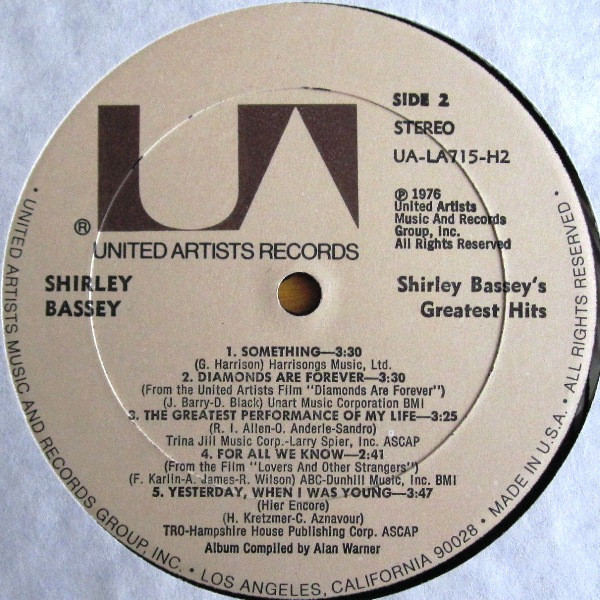 SIDE 2
STEREO
UA-LA715-H2
UA
℗ 1976
United Artists
Music And Records
Group, Inc.
All Rights Reserved
®
UNITED ARTISTS RECORDS
SHIRLEY
BASSEY
Shirley Bassey's
Greatest Hits
1. SOMETHING—3:30
(G. Harrison) Harrisongs Music, Ltd.
2. DIAMONDS ARE FOREVER—3:30
(From the United Artists Film "Diamonds Are Forever")
(J. Barry-D. Black) Unart Music Corporation BMI
3. THE GREATEST PERFORMANCE OF MY LIFE—3:25
(R. I. Allen-O. Anderle-Sandro)
Trina Jill Music Corp.-Larry Spier, Inc. ASCAP
4. FOR ALL WE KNOW—2:41
(From the Film "Lovers And Other Strangers")
(F. Karlin-A. James-R. Wilson) ABC-Dunhill Music, Inc. BMI
5. YESTERDAY, WHEN I WAS YOUNG—3:47
(Hier Encore)
(H. Kretzmer-C. Aznavour)
TRO-Hampshire House Publishing Corp. ASCAP
Album Compiled by Alan Warner
• UNITED ARTISTS MUSIC AND RECORDS GROUP, INC. • LOS ANGELES, CALIFORNIA 90028 • MADE IN U.S.A. • ALL RIGHTS RESERVED •